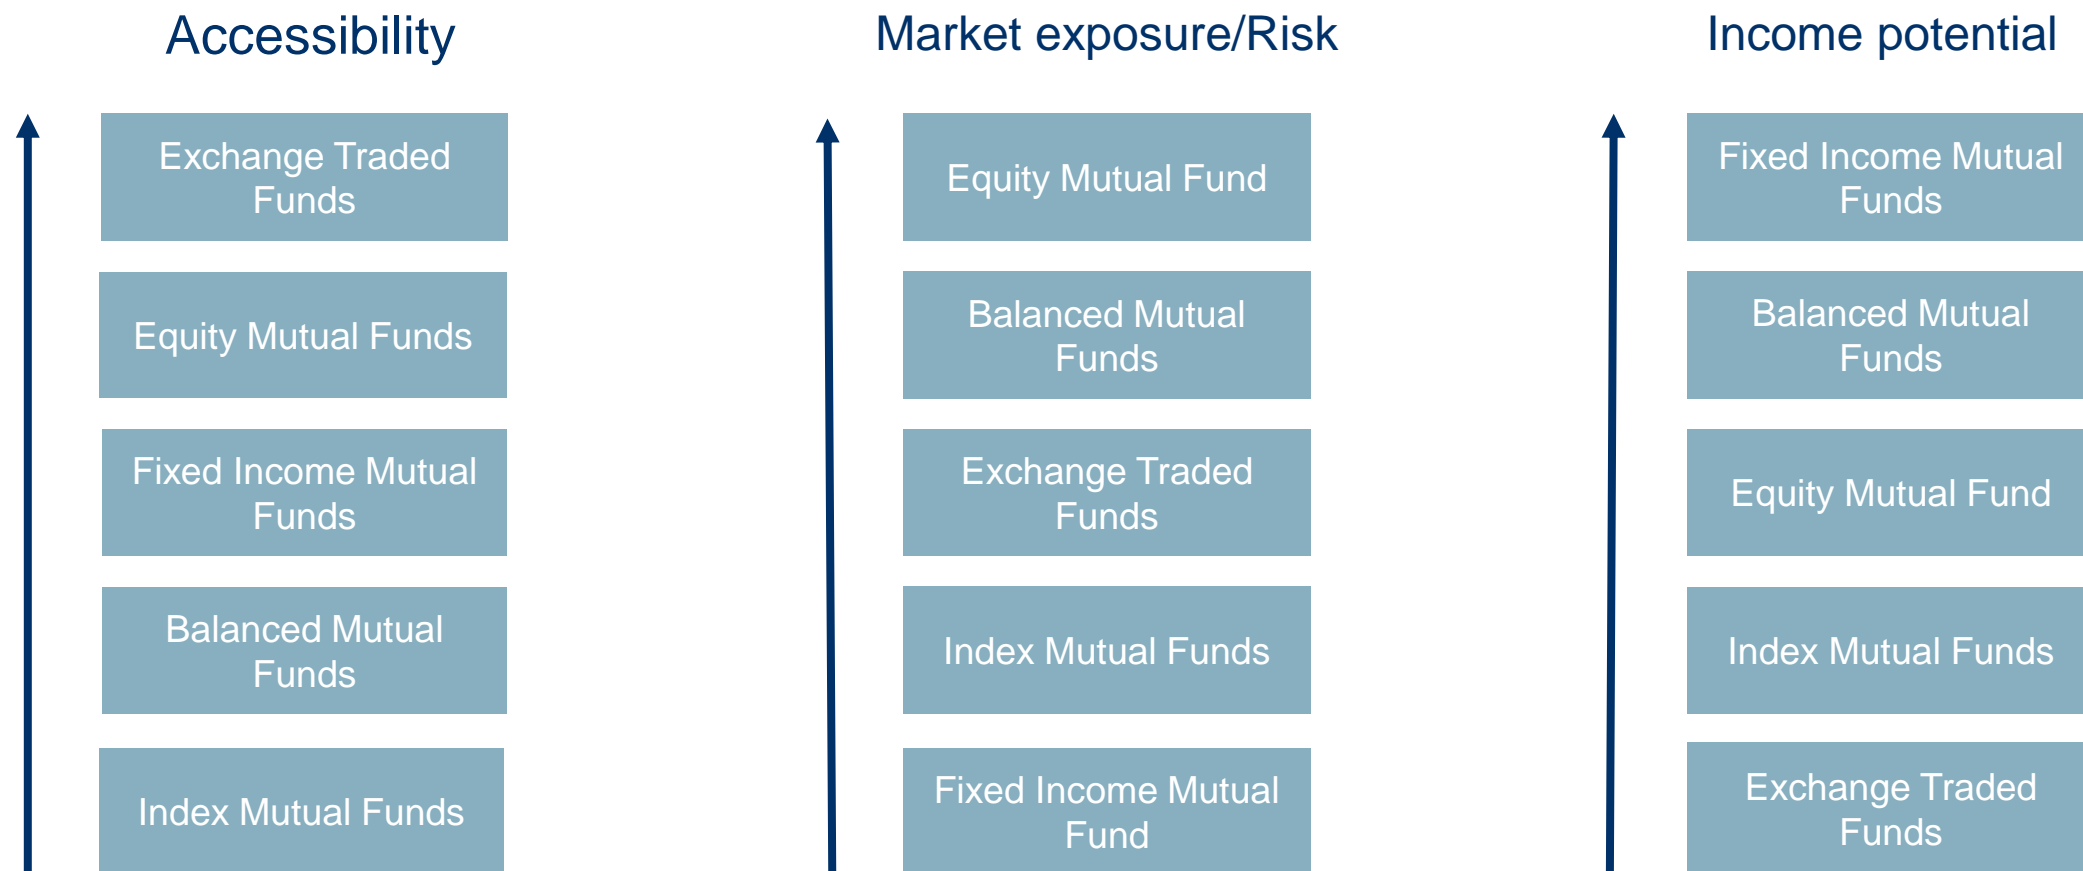 Accessibility
Exchange Traded
Funds
Equity Mutual Funds
Fixed Income Mutual
Funds
Balanced Mutual
Funds
Index Mutual Funds
Market exposure/Risk
Equity Mutual Fund
Balanced Mutual
Funds
Exchange Traded
Funds
Index Mutual Funds
Fixed Income Mutual
Fund
Income potential
Fixed Income Mutual
Funds
Balanced Mutual
Funds
Equity Mutual Fund
Index Mutual Funds
Exchange Traded
Funds